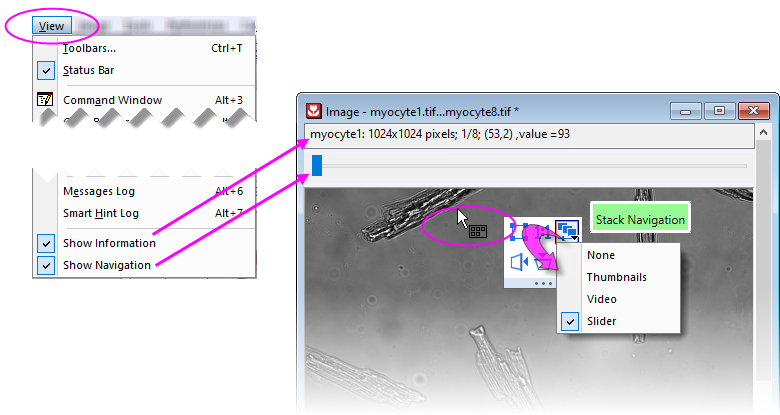 View
Toolbars... Ctrl+T
Status Bar
Command Window Alt+3
Messages Log Alt+6
Smart Hint Log Alt+7
Show Information
Show Navigation
Image - myocyte1.tif...myocyte8.tif *
myocyte1: 1024x1024 pixels; 1/8; (53,2) ,value =93
Stack Navigation
None
Thumbnails
Video
Slider